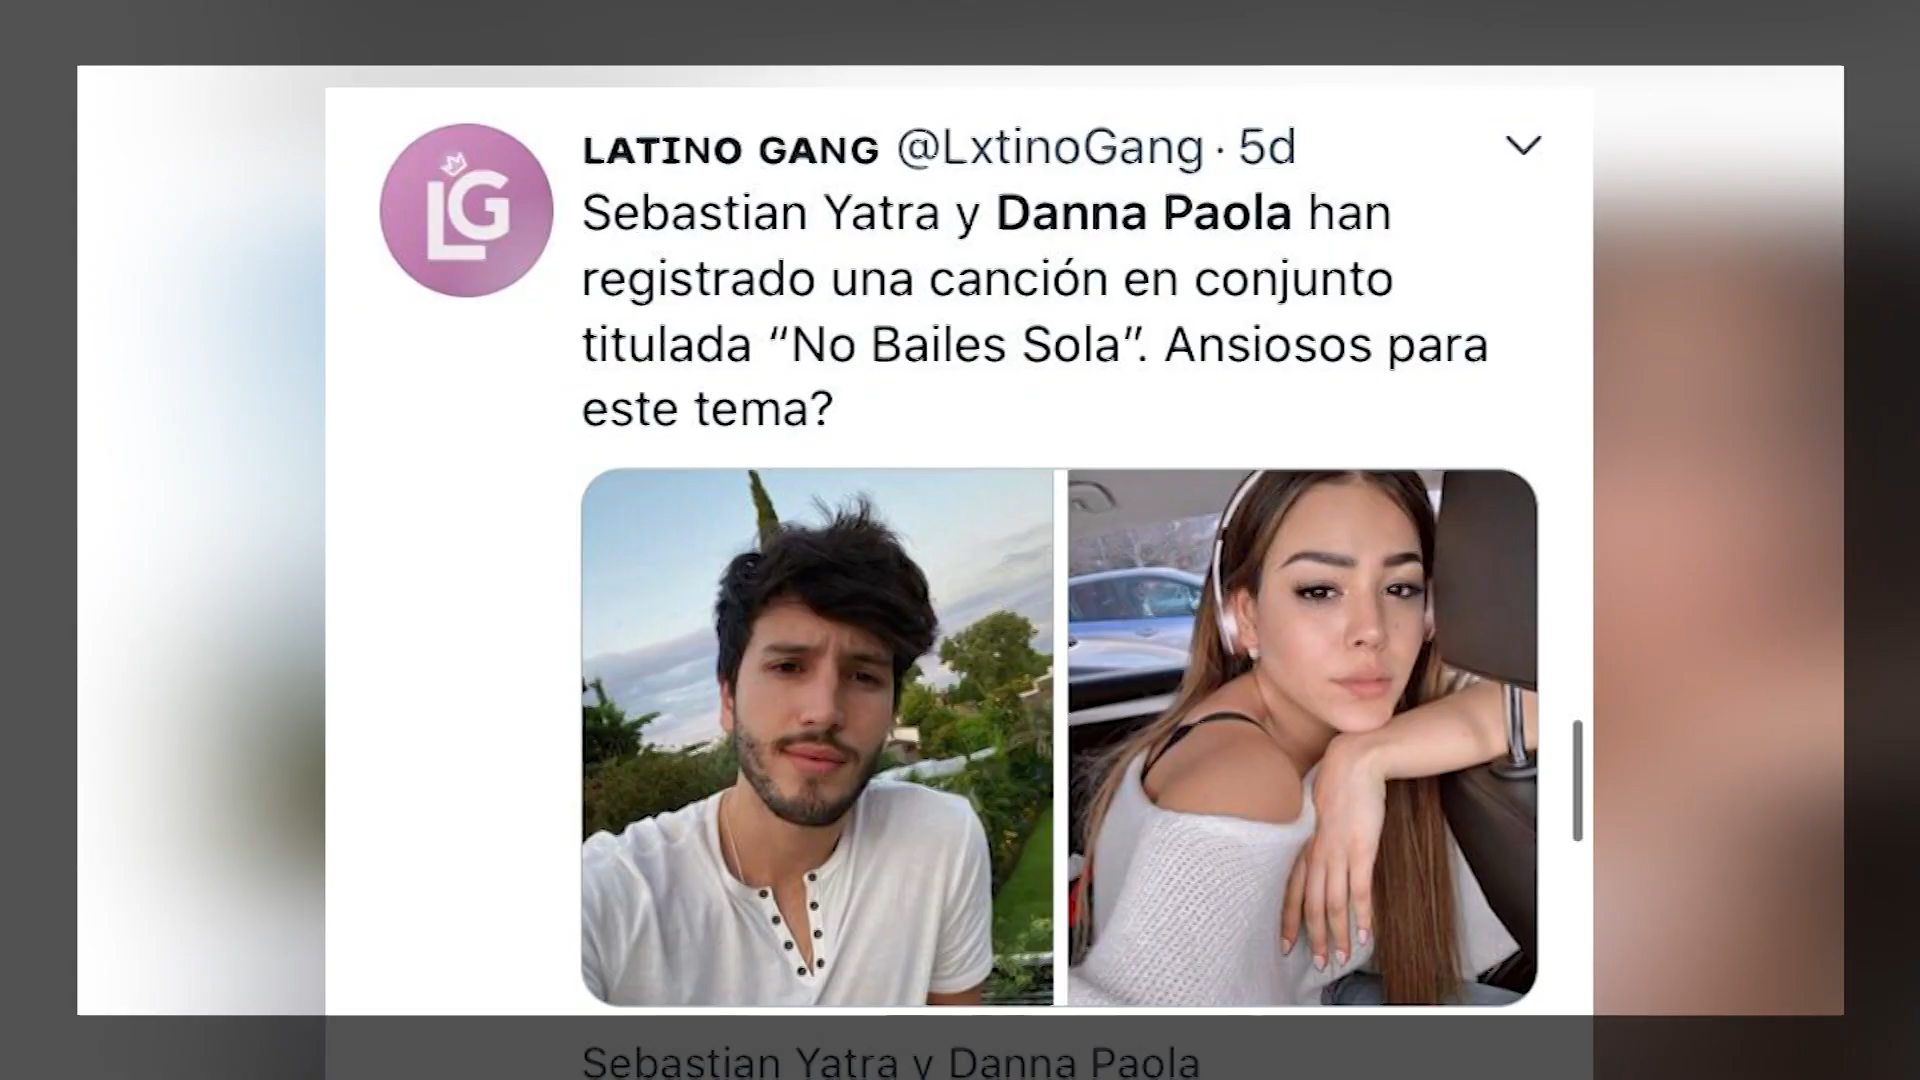 LG
LATINO GANG @LxtinoGang · 5d
Sebastian Yatra y Danna Paola han
registrado una canción en conjunto
titulada “No Bailes Sola”. Ansiosos para
este tema?
Sebastian Yatra y Danna Paola